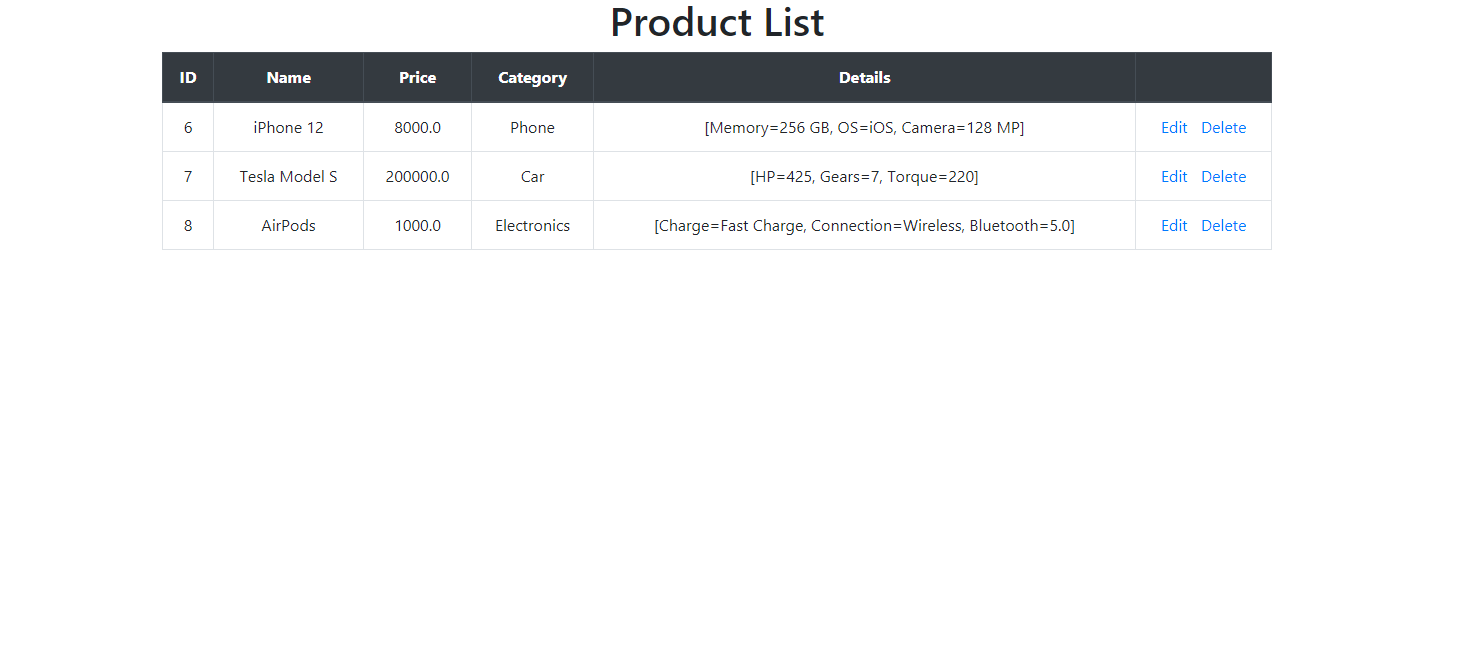 Product List
ID Name Price Category Details
6 iPhone 12 8000.0 Phone [Memory=256 GB, OS=iOS, Camera=128 MP] Edit Delete
7 Tesla Model S 200000.0 Car [HP=425, Gears=7, Torque=220] Edit Delete
8 AirPods 1000.0 Electronics [Charge=Fast Charge, Connection=Wireless, Bluetooth=5.0] Edit Delete